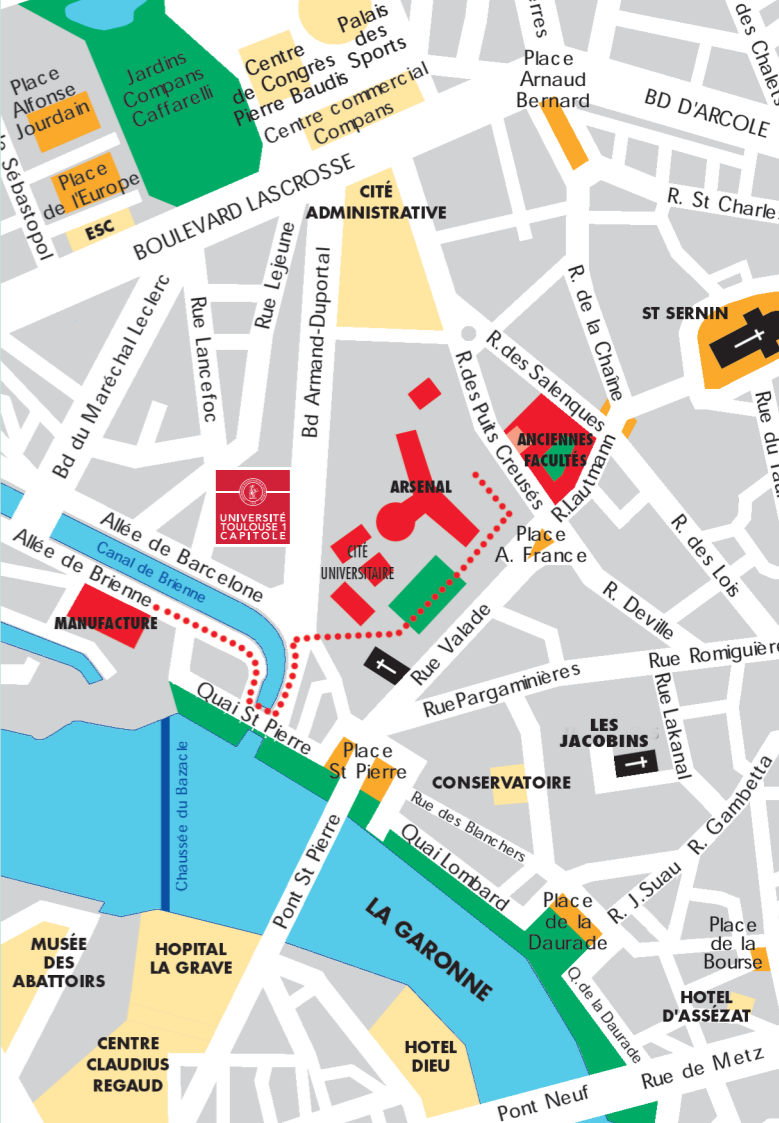 Place
Alfonse
Jourdain
Jardins
Compans
Caffarelli
Centre
de Congrès
Pierre Baudis
Palais
des
Sports
Centre commercial
Compans
Place
Arnaud
Bernard
BD D'ARCOLE
des Chalets
Sébastopol
Place
de l'Europe
ESC
BOULEVARD LASCROSSE
CITÉ
ADMINISTRATIVE
R. St Charle
Rue Lejeune
Bd Armand-Duportal
Rue Lancefoc
Bd du Maréchal Leclerc
R. de la Chaîne
ST SERNIN
R. des Salenques
R. des Puits Creusés
ANCIENNES
FACULTÉS
R. Lautmann
Rue du
ARSENAL
UNIVERSITÉ
TOULOUSE 1
CAPITOLE
Place
A. France
R. des Lois
Allée de Barcelone
Canal de Brienne
Allée de Brienne
CITÉ
UNIVERSITAIRE
MANUFACTURE
R. Deville
Rue Valade
Rue Romiguièr
Rue Pargaminières
Rue Lakanal
Quai St Pierre
LES
JACOBINS
Place
St Pierre
CONSERVATOIRE
Chaussée du Bazacle
Rue des Blanchers
R. Gambetta
Pont St Pierre
Quai Lombard
R. J.Suau
LA GARONNE
Place
de la
Daurade
Place
de la
Bourse
MUSÉE
DES
ABATTOIRS
HOPITAL
LA GRAVE
Q. de la Daurade
HOTEL
D'ASSÉZAT
CENTRE
CLAUDIUS
REGAUD
HOTEL
DIEU
Rue de Metz
Pont Neuf